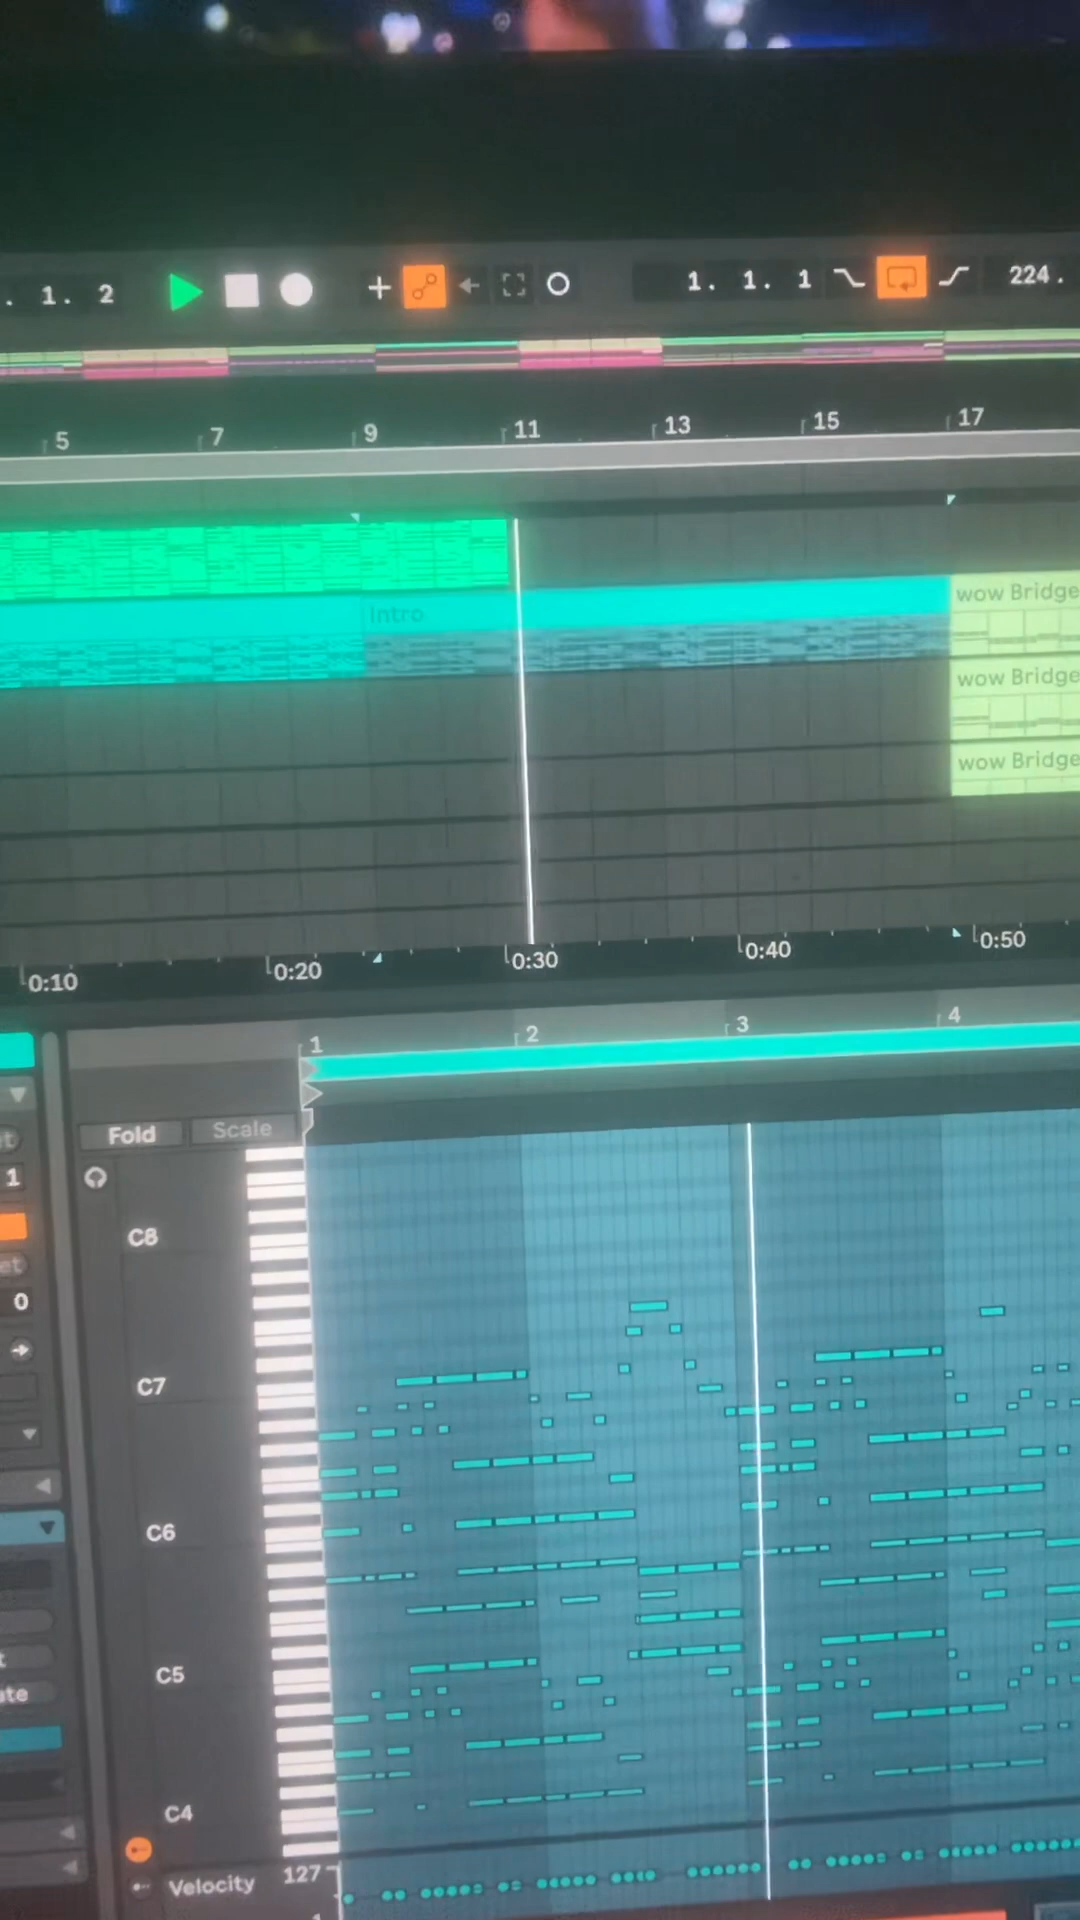 . 1. 2
1. 1. 1
224.
5 7 9 11 13 15 17
Intro
wow Bridge
wow Bridge
wow Bridge
0:10 0:20 0:30 0:40 0:50
1 2 3 4
Fold Scale
1
C8
0
C7
C6
C5
C4
Velocity 127